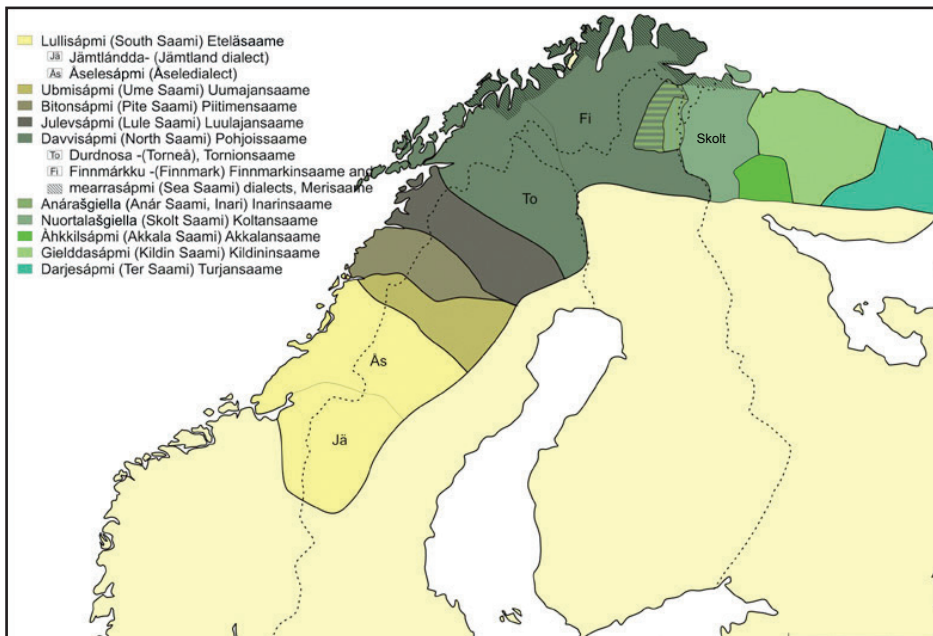 Lullisápmi (South Saami) Eteläsaame
Jä Jämtlándda- (Jämtland dialect)
Ås Åselesápmi (Àseledialect)
Ubmisápmi (Ume Saami) Uumajansaame
Bitonsápmi (Pite Saami) Piitimensaame
Julevsápmi (Lule Saami) Luulajansaame
Davvisápmi (North Saami) Pohjoissaame
To Durdnosa -(Torneå), Tornionsaame
Fi Finnmárkku -(Finnmark) Finnmarkinsaame and
mearrasápmi (Sea Saami) dialects, Merisaame
Anárašgiella (Anár Saami, Inari) Inarinsaame
Nuortalašgiella (Skolt Saami) Koltansaame
Àhkkilsápmi (Akkala Saami) Akkalansaame
Gielddasápmi (Kildin Saami) Kildininsaame
Darjesápmi (Ter Saami) Turjansaame
Fi
Skolt
To
Ås
Jä